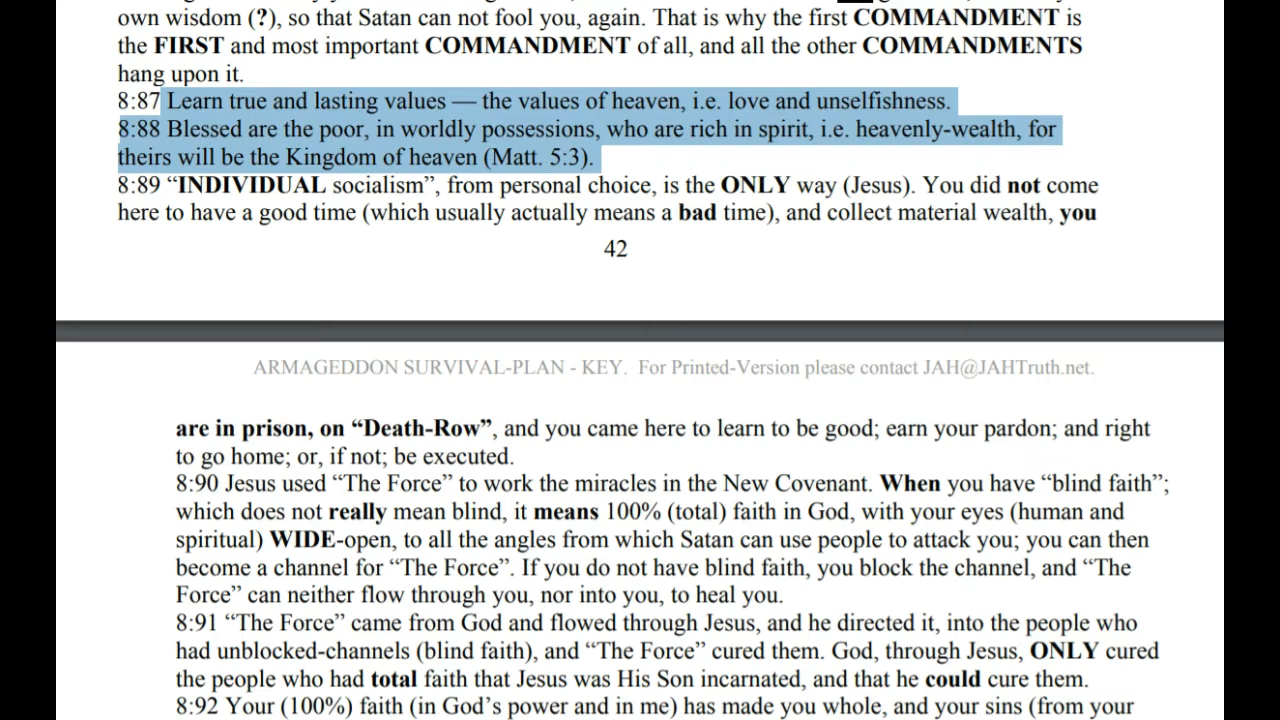 own wisdom (?), so that Satan can not fool you, again. That is why the first COMMANDMENT is
the FIRST and most important COMMANDMENT of all, and all the other COMMANDMENTS
hang upon it.
8:87 Learn true and lasting values — the values of heaven, i.e. love and unselfishness.
8:88 Blessed are the poor, in worldly possessions, who are rich in spirit, i.e. heavenly-wealth, for
theirs will be the Kingdom of heaven (Matt. 5:3).
8:89 “INDIVIDUAL socialism”, from personal choice, is the ONLY way (Jesus). You did not come
here to have a good time (which usually actually means a bad time), and collect material wealth, you
42
ARMAGEDDON SURVIVAL-PLAN - KEY. For Printed-Version please contact JAH@JAHTruth.net.
are in prison, on “Death-Row”, and you came here to learn to be good; earn your pardon; and right
to go home; or, if not; be executed.
8:90 Jesus used “The Force” to work the miracles in the New Covenant. When you have “blind faith”;
which does not really mean blind, it means 100% (total) faith in God, with your eyes (human and
spiritual) WIDE-open, to all the angles from which Satan can use people to attack you; you can then
become a channel for “The Force”. If you do not have blind faith, you block the channel, and “The
Force” can neither flow through you, nor into you, to heal you.
8:91 “The Force” came from God and flowed through Jesus, and he directed it, into the people who
had unblocked-channels (blind faith), and “The Force” cured them. God, through Jesus, ONLY cured
the people who had total faith that Jesus was His Son incarnated, and that he could cure them.
8:92 Your (100%) faith (in God’s power and in me) has made you whole, and your sins (from your